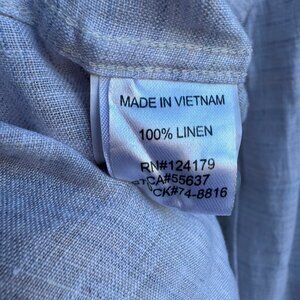 MADE IN VIETNAM
100% LINEN
RN#124179
CA#55637
CK#74-8816